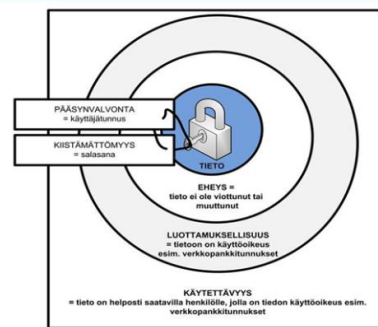 PÄÄSYNVALVONTA
= käyttäjätunnus
KIISTÄMÄTTÖMYYS
= salasana
TIETO
EHEYS =
tieto ei ole viottunut tai
muuttunut
LUOTTAMUKSELLISUUS
= tietoon on käyttöoikeus
esim. verkkopankkitunnukset
KÄYTETTÄVYYS
= tieto on helposti saatavilla henkilölle, jolla on tiedon käyttöoikeus esim.
verkkopankkitunnukset